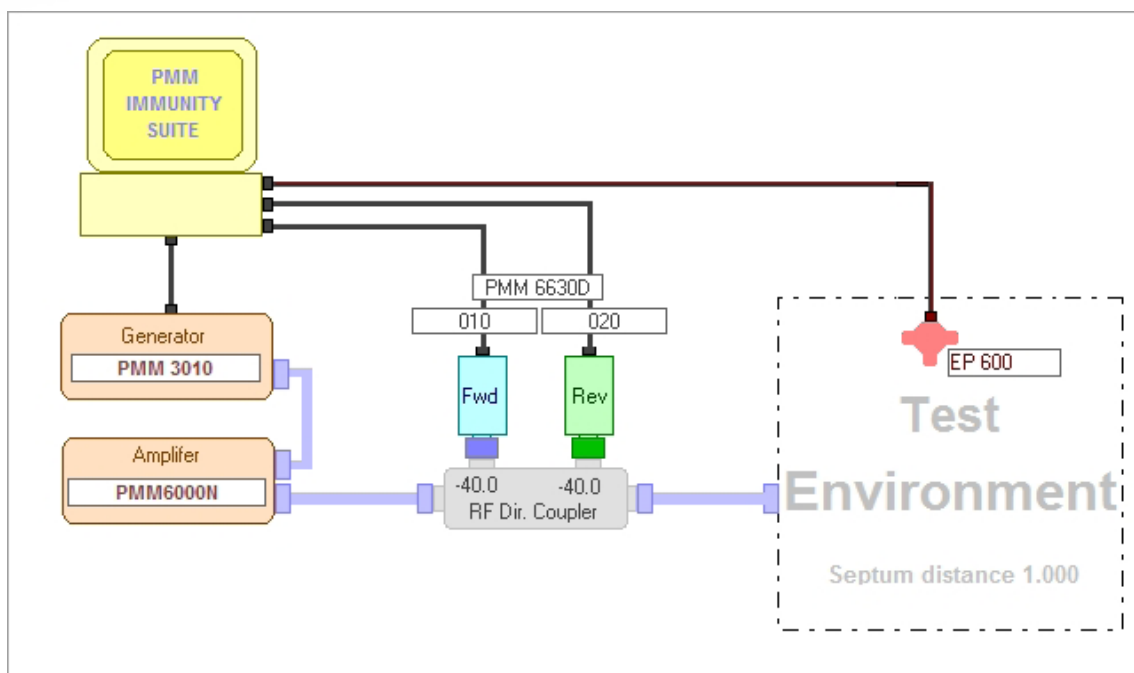 PMM
IMMUNITY
SUITE
PMM 6630D
010
020
Generator
PMM 3010
EP 600
Fwd
Rev
Test
Environment
Amplifer
PMM6000N
-40.0
-40.0
RF Dir. Coupler
Septum distance 1.000